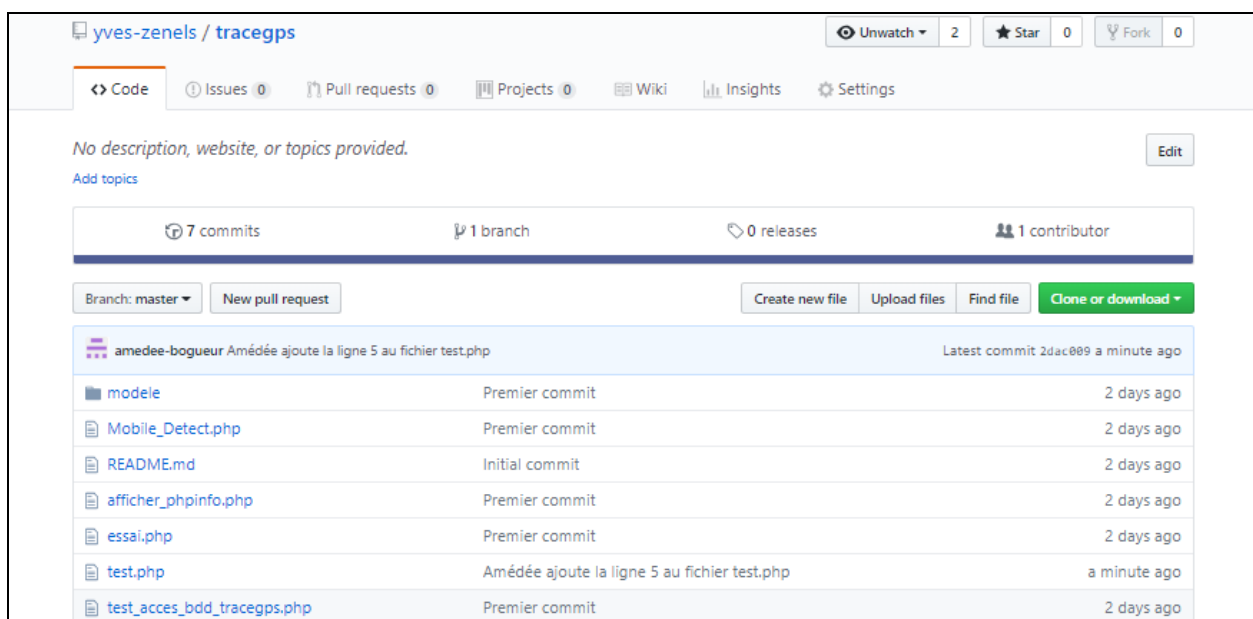 yves-zenels / tracegps Unwatch 2 Star 0 Fork 0
Code Issues 0 Pull requests 0 Projects 0 Wiki Insights Settings
No description, website, or topics provided. Edit
Add topics
7 commits 1 branch 0 releases 1 contributor
Branch: master New pull request Create new file Upload files Find file Clone or download
amedee-bogueur Amédée ajoute la ligne 5 au fichier test.php Latest commit 2dac009 a minute ago
modele Premier commit 2 days ago
Mobile_Detect.php Premier commit 2 days ago
README.md Initial commit 2 days ago
afficher_phpinfo.php Premier commit 2 days ago
essai.php Premier commit 2 days ago
test.php Amédée ajoute la ligne 5 au fichier test.php a minute ago
test_acces_bdd_tracegps.php Premier commit 2 days ago